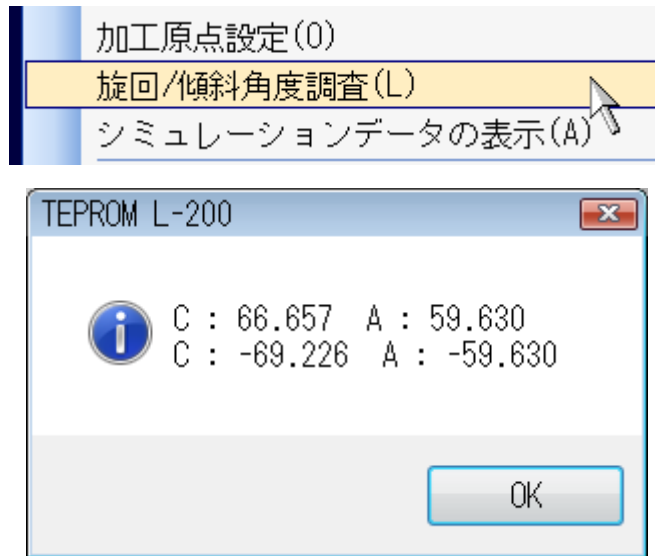 加工原点設定(O)
旋回/傾斜角度調査(L)
シミュレーションデータの表示(A)
TEPROM L-200
C : 66.657 A : 59.630
C : -69.226 A : -59.630
OK